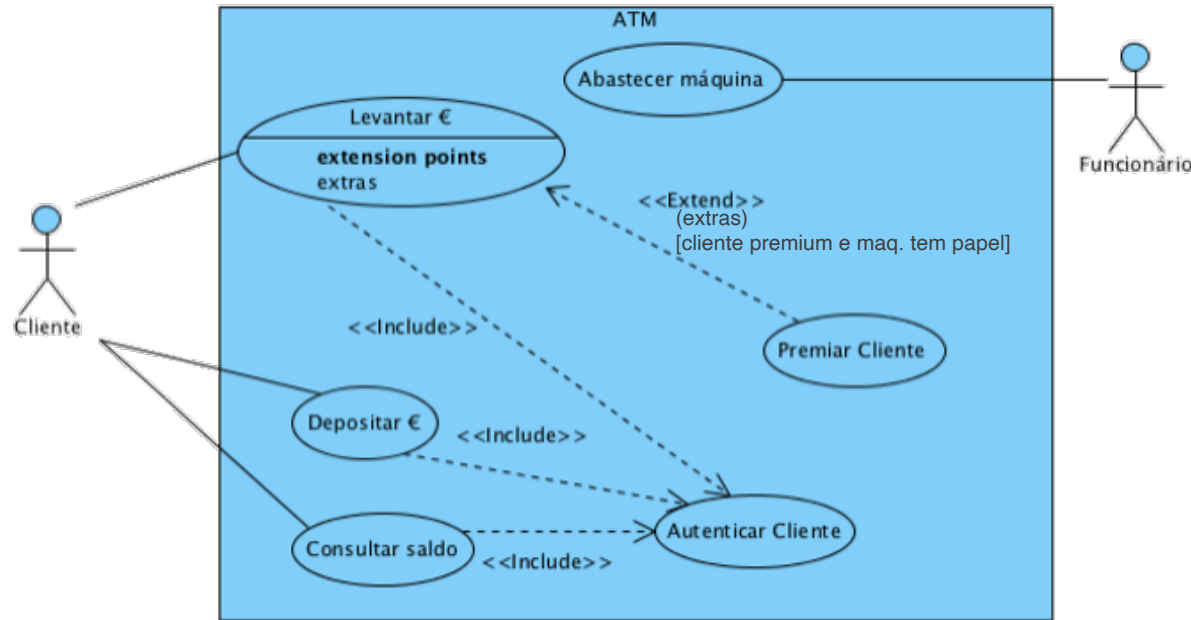 ATM
Abastecer máquina
Levantar €
extension points
extras
Funcionário
<<Extend>>
(extras)
[cliente premium e maq. tem papel]
Cliente
<<Include>>
Premiar Cliente
Depositar €
<<Include>>
Autenticar Cliente
Consultar saldo
<<Include>>